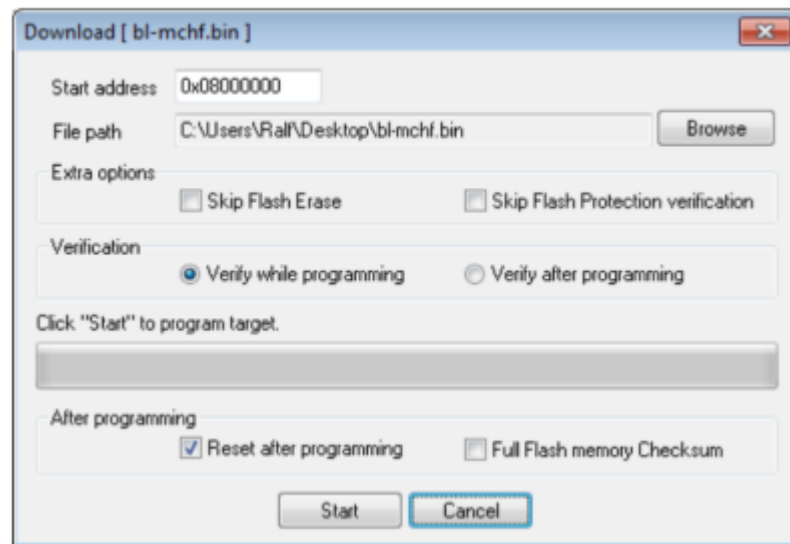 Download [ bl-mchf.bin ]
Start address 0x08000000
File path C:\Users\Ralf\Desktop\bl-mchf.bin Browse
Extra options
Skip Flash Erase Skip Flash Protection verification
Verification
Verify while programming Verify after programming
Click "Start" to program target.
After programming
Reset after programming Full Flash memory Checksum
Start Cancel